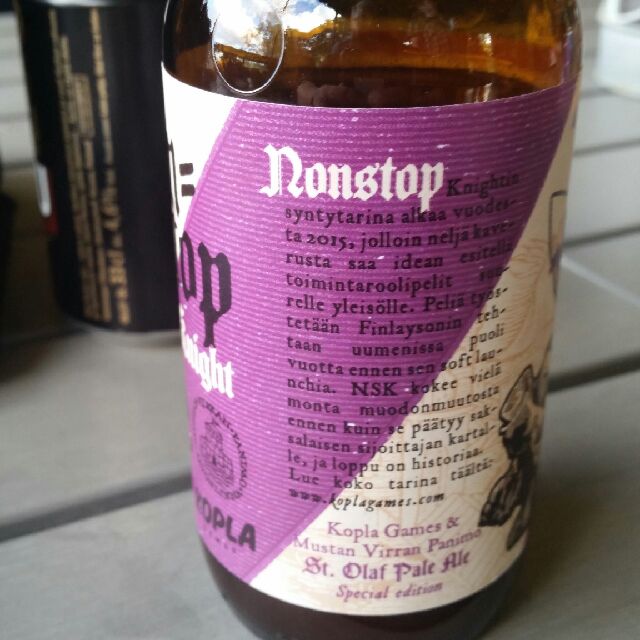 Nonstop Knightin
syntytarina alkaa vuodes-
ta 2015, jolloin neljä kave-
rusta saa idean esitellä
toimintaroolipelit suu-
relle yleisölle. Peliä työs-
tetään Finlaysonin teh-
taan uumenissa puoli
vuotta ennen sen soft lau-
nchia. NSK kokee vielä
monta muodonmuutosta
ennen kuin se päätyy sak-
salaisen sijoittajan kartal-
le, ja loppu on historiaa.
Lue koko tarina täältä:
www.koplagames.com
Kopla Games &
Mustan Virran Panimo
St. Olaf Pale Ale
Special edition
KOPLA